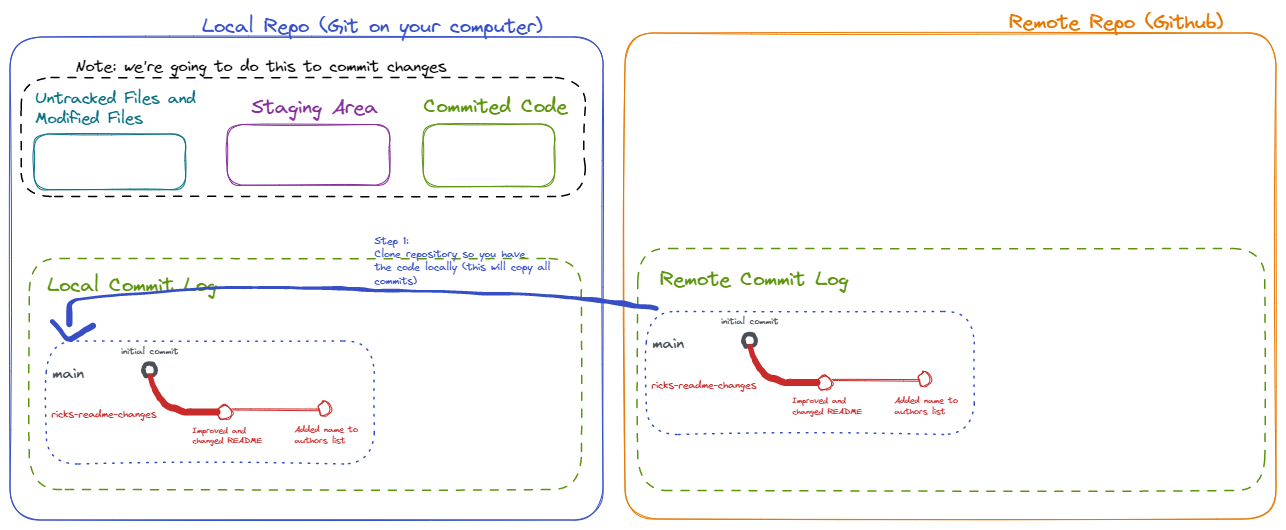 Local Repo (Git on your computer)
Remote Repo (Github)
Note: we're going to do this to commit changes
Untracked Files and
Modified Files
Staging Area
Commited Code
Step 1:
Clone repository so you have
the code locally (this will copy all
commits)
Local Commit Log
initial commit
main
ricks-readme-changes
Improved and
changed README
Added name to
authors list
Remote Commit Log
initial commit
main
ricks-readme-changes
Improved and
changed README
Added name to
authors list